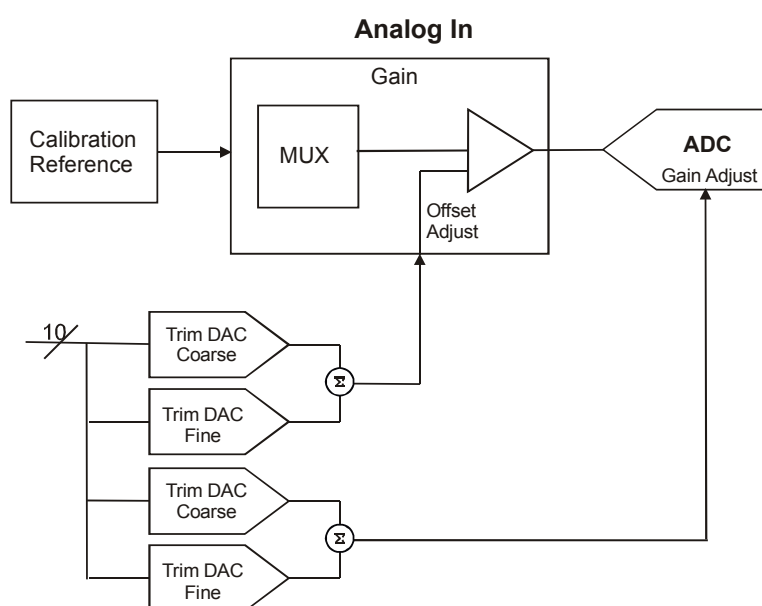 Analog In
Gain
Calibration
Reference
MUX
ADC
Gain Adjust
Offset
Adjust
10
Trim DAC
Coarse
Σ
Trim DAC
Fine
Trim DAC
Coarse
Σ
Trim DAC
Fine